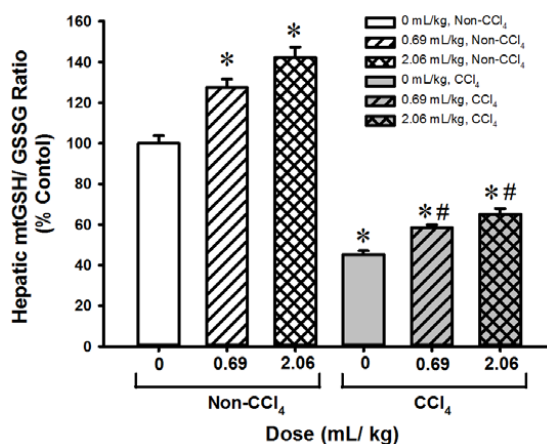 Hepatic mtGSH/ GSSG Ratio
(% Contol)
160
140
120
100
80
60
40
20
0
0 mL/kg, Non-CCl₄
0.69 mL/kg, Non-CCl₄
2.06 mL/kg, Non-CCl₄
0 mL/kg, CCl₄
0.69 mL/kg, CCl₄
2.06 mL/kg, CCl₄
* * * *# *#
0 0.69 2.06 0 0.69 2.06
Non-CCl₄ CCl₄
Dose (mL/ kg)